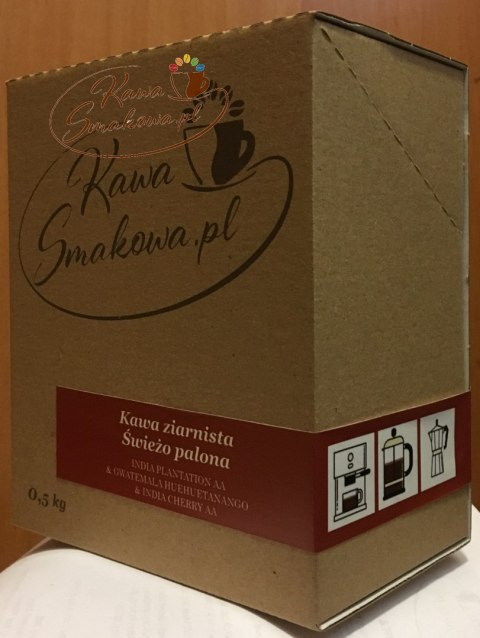 Kawa
Smakowa.pl
Kawa
Smakowa.pl
Kawa ziarnista
Świeżo palona
INDIA PLANTATION AA
& GWATEMALA HUEHUETANANGO
& INDIA CHERRY AA
0,5 kg